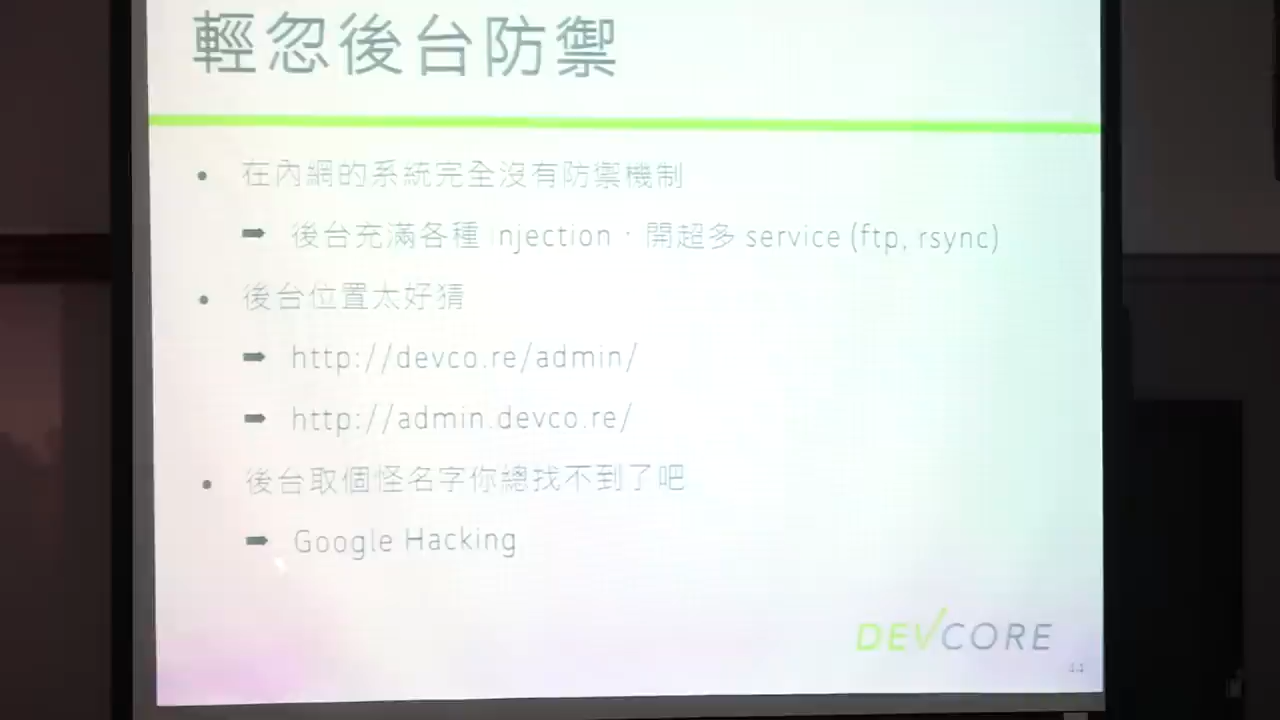 輕忽後台防禦
• 在內網的系統完全沒有防禦機制
➡ 後台充滿各種 injection，開超多 service (ftp, rsync)
• 後台位置太好猜
➡ http://devco.re/admin/
➡ http://admin.devco.re/
• 後台取個怪名字你總找不到了吧
➡ Google Hacking
DEVCORE